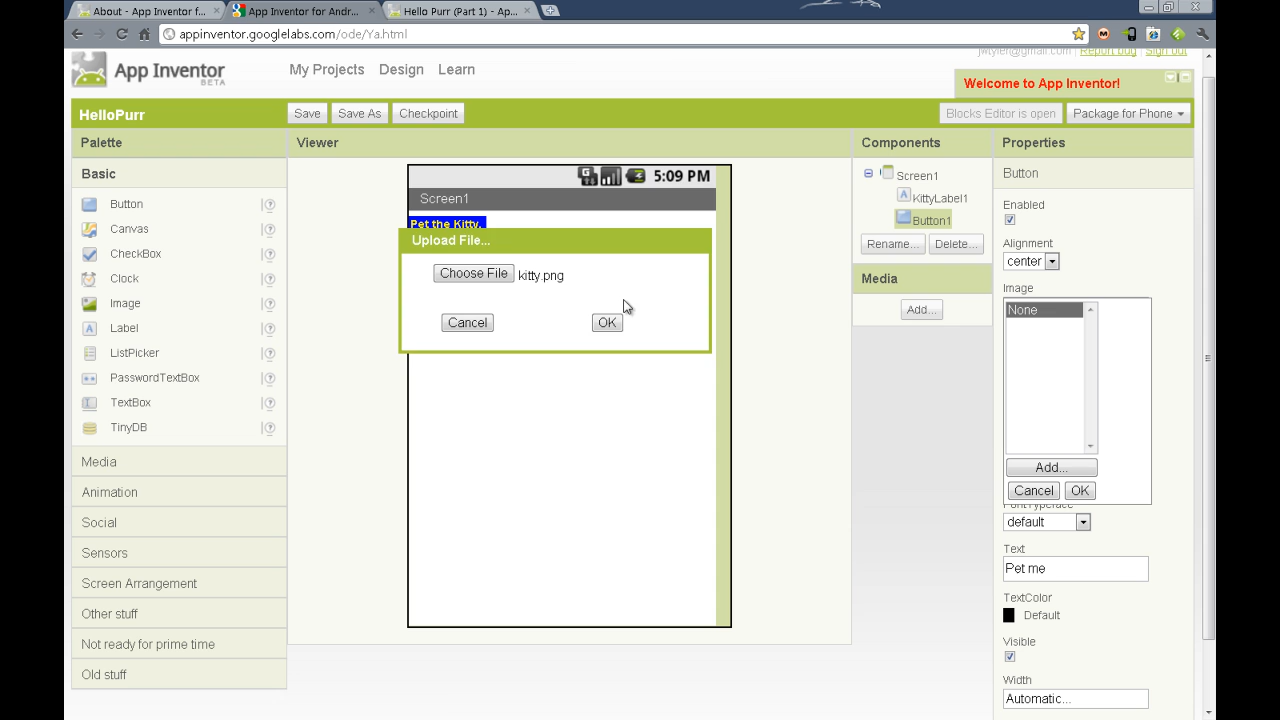 About - App Inventor f...
App Inventor for Andr...
Hello Purr (Part 1) - Ap...
appinventor.googlelabs.com/ode/Ya.html
App Inventor
BETA
My Projects
Design
Learn
jwtyler@gmail.com
Report bug
Sign out
Welcome to App Inventor!
HelloPurr
Save
Save As
Checkpoint
Blocks Editor is open
Package for Phone
Palette
Viewer
Components
Properties
Basic
Button
Canvas
CheckBox
Clock
Image
Label
ListPicker
PasswordTextBox
TextBox
TinyDB
Media
Animation
Social
Sensors
Screen Arrangement
Other stuff
Not ready for prime time
Old stuff
5:09 PM
Screen1
Pet the Kitty.
Upload File...
Choose File kitty.png
Cancel
OK
Screen1
KittyLabel1
Button1
Rename...
Delete...
Media
Add...
Button
Enabled
Alignment
center
Image
None
Add...
Cancel
OK
FontTypeface
default
Text
Pet me
TextColor
Default
Visible
Width
Automatic...